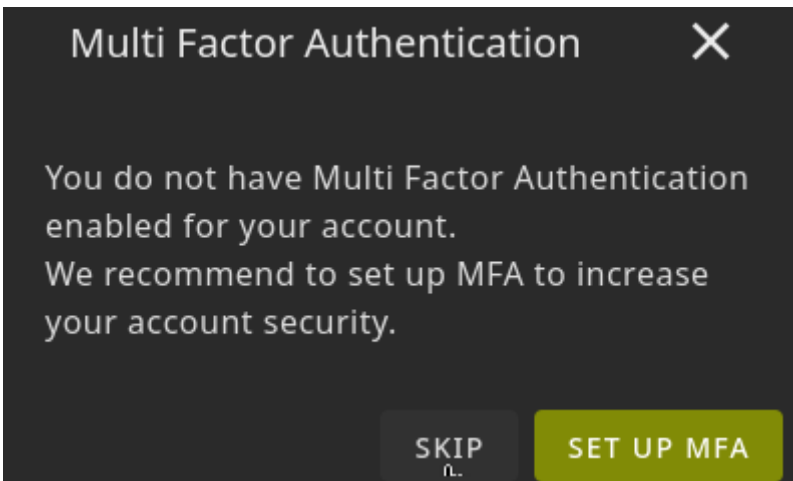 Multi Factor Authentication
You do not have Multi Factor Authentication
enabled for your account.
We recommend to set up MFA to increase
your account security.
SKIP
SET UP MFA